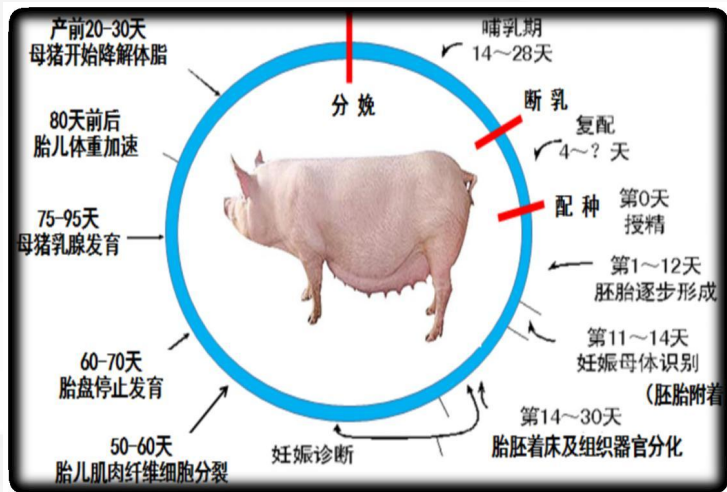 产前20-30天
母猪开始降解体脂
80天前后
胎儿体重加速
75-95天
母猪乳腺发育
60-70天
胎盘停止发育
50-60天
胎儿肌肉纤维细胞分裂
分娩
哺乳期
14～28天
断乳
复配
4～？天
配种
第0天
授精
第1～12天
胚胎逐步形成
第11～14天
妊娠母体识别
(胚胎附着
第14～30天
胎胚着床及组织器官分化
妊娠诊断